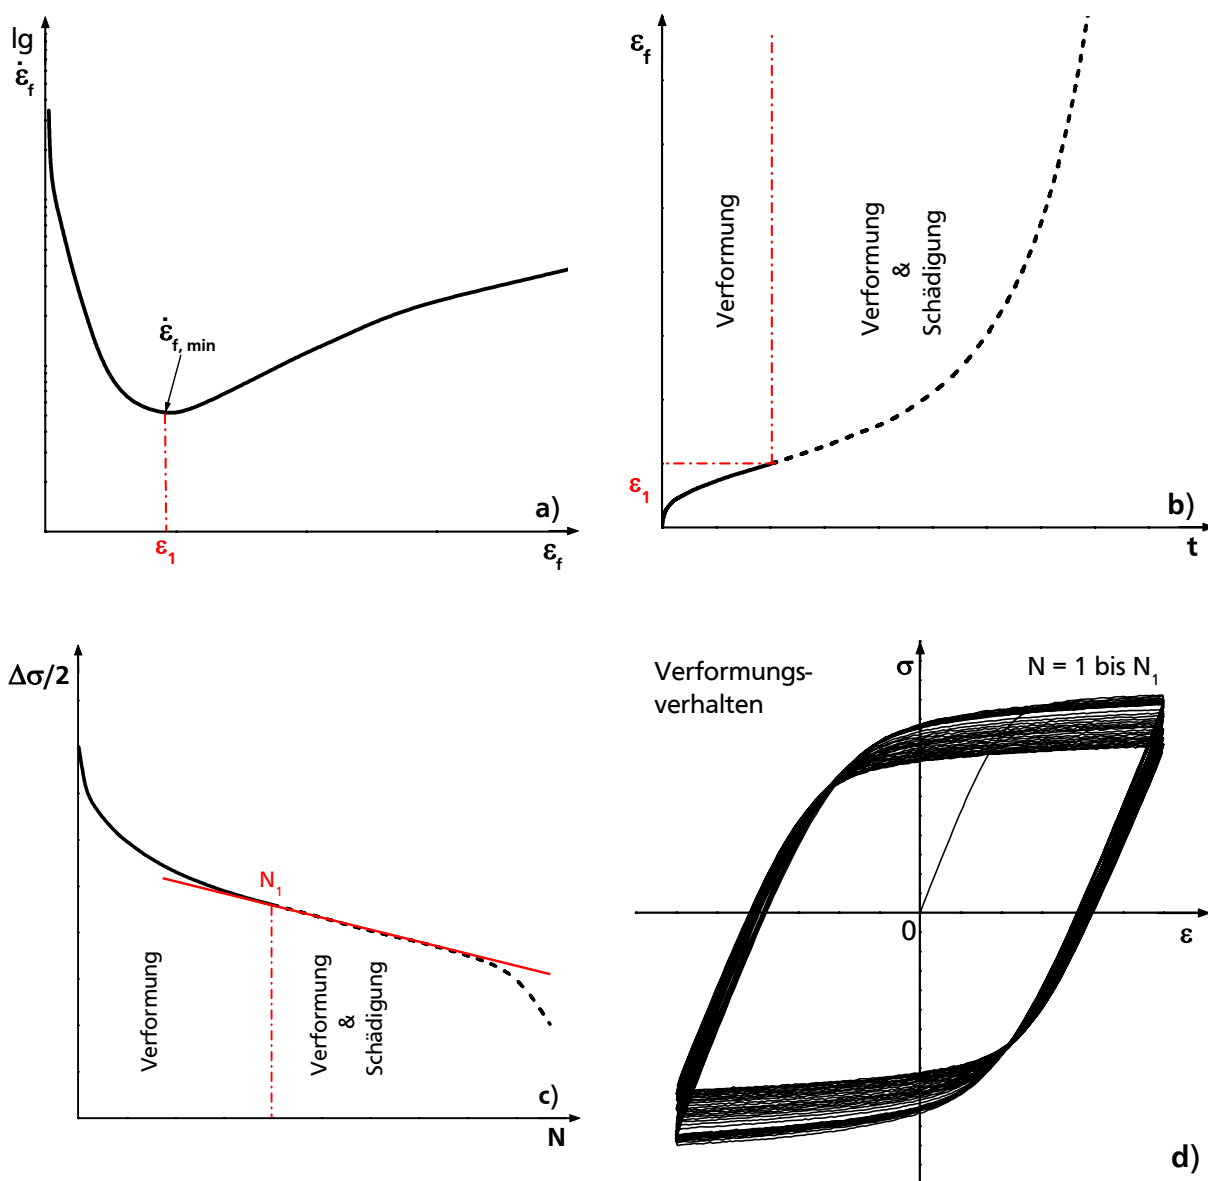 lg
ε̇f
ε̇f, min
ε1
a)
εf
εf
Verformung
Verformung
&
Schädigung
ε1
b)
t
Δσ/2
N1
Verformung
Verformung
&
Schädigung
c)
N
Verformungs-
verhalten
σ
N = 1 bis N1
0
ε
d)